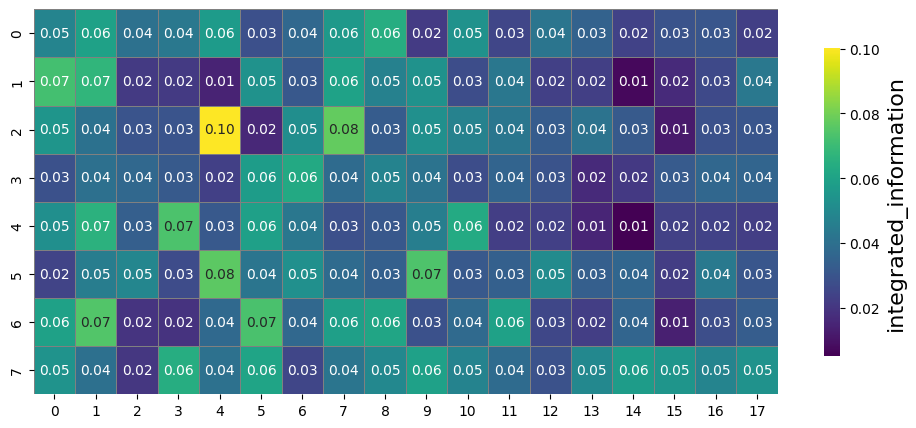 0 0.05 0.06 0.04 0.04 0.06 0.03 0.04 0.06 0.06 0.02 0.05 0.03 0.04 0.03 0.02 0.03 0.03 0.02
1 0.07 0.07 0.02 0.02 0.01 0.05 0.03 0.06 0.05 0.05 0.03 0.04 0.02 0.02 0.01 0.02 0.03 0.04
2 0.05 0.04 0.03 0.03 0.10 0.02 0.05 0.08 0.03 0.05 0.05 0.04 0.03 0.04 0.03 0.01 0.03 0.03
3 0.03 0.04 0.04 0.03 0.02 0.06 0.06 0.04 0.05 0.04 0.03 0.04 0.03 0.02 0.02 0.03 0.04 0.04
4 0.05 0.07 0.03 0.07 0.03 0.06 0.04 0.03 0.03 0.05 0.06 0.02 0.02 0.01 0.01 0.02 0.02 0.02
5 0.02 0.05 0.05 0.03 0.08 0.04 0.05 0.04 0.03 0.07 0.03 0.03 0.05 0.03 0.04 0.02 0.04 0.03
6 0.06 0.07 0.02 0.02 0.04 0.07 0.04 0.06 0.06 0.03 0.04 0.06 0.03 0.02 0.04 0.01 0.03 0.03
7 0.05 0.04 0.02 0.06 0.04 0.06 0.03 0.04 0.05 0.06 0.05 0.04 0.03 0.05 0.06 0.05 0.05 0.05
0 1 2 3 4 5 6 7 8 9 10 11 12 13 14 15 16 17
0.10
0.08
0.06
0.04
0.02
integrated_information